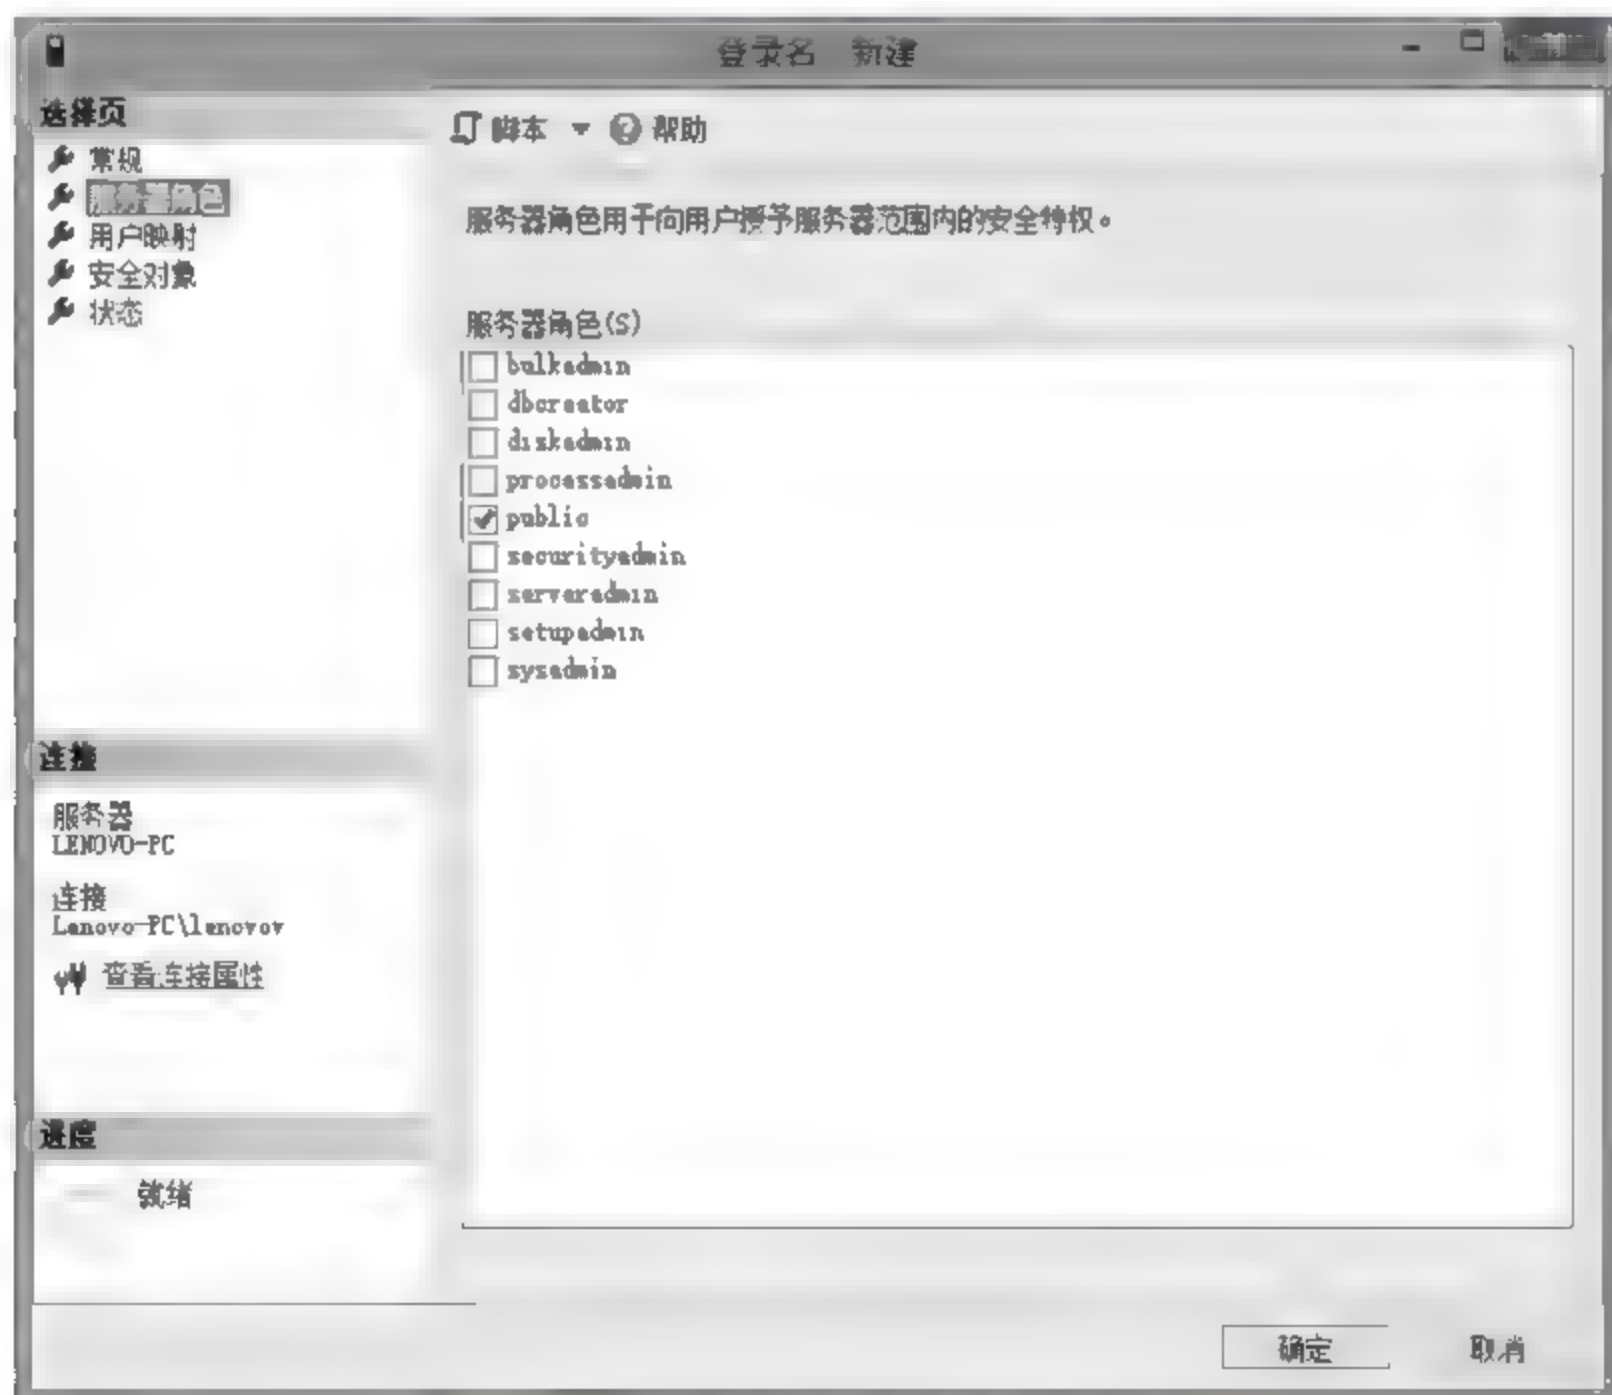 登录名 新建
选择页
常规
服务器角色
用户映射
安全对象
状态
脚本 帮助
服务器角色用于向用户授予服务器范围内的安全特权。
服务器角色(S)
bulkadmin
dbcreator
diskadmin
processadmin
public
securityadmin
serveradmin
setupadmin
sysadmin
连接
服务器
LENOVO-PC
连接
Lenovo-PC\lenovov
查看连接属性
进度
就绪
确定 取消